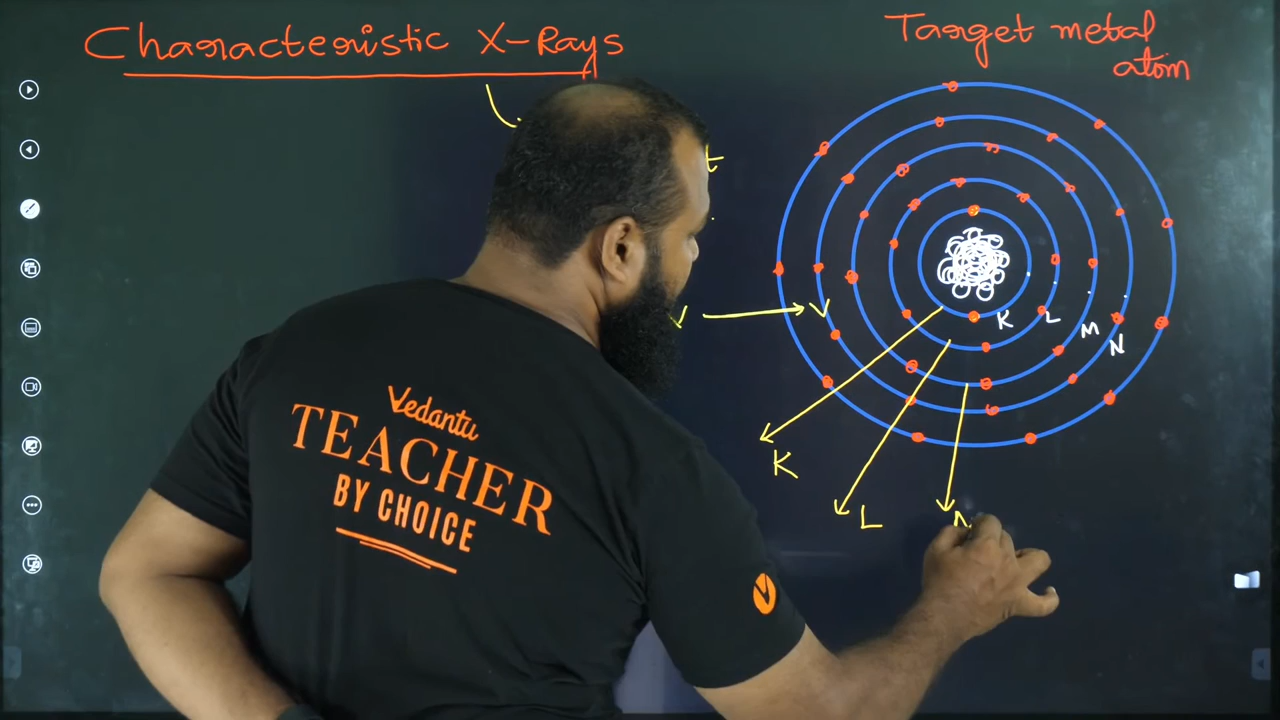 Characteristic X-Rays
Target metal
atom
t
V
K
L
M
N
K
L
Vedantu
TEACHER
BY CHOICE